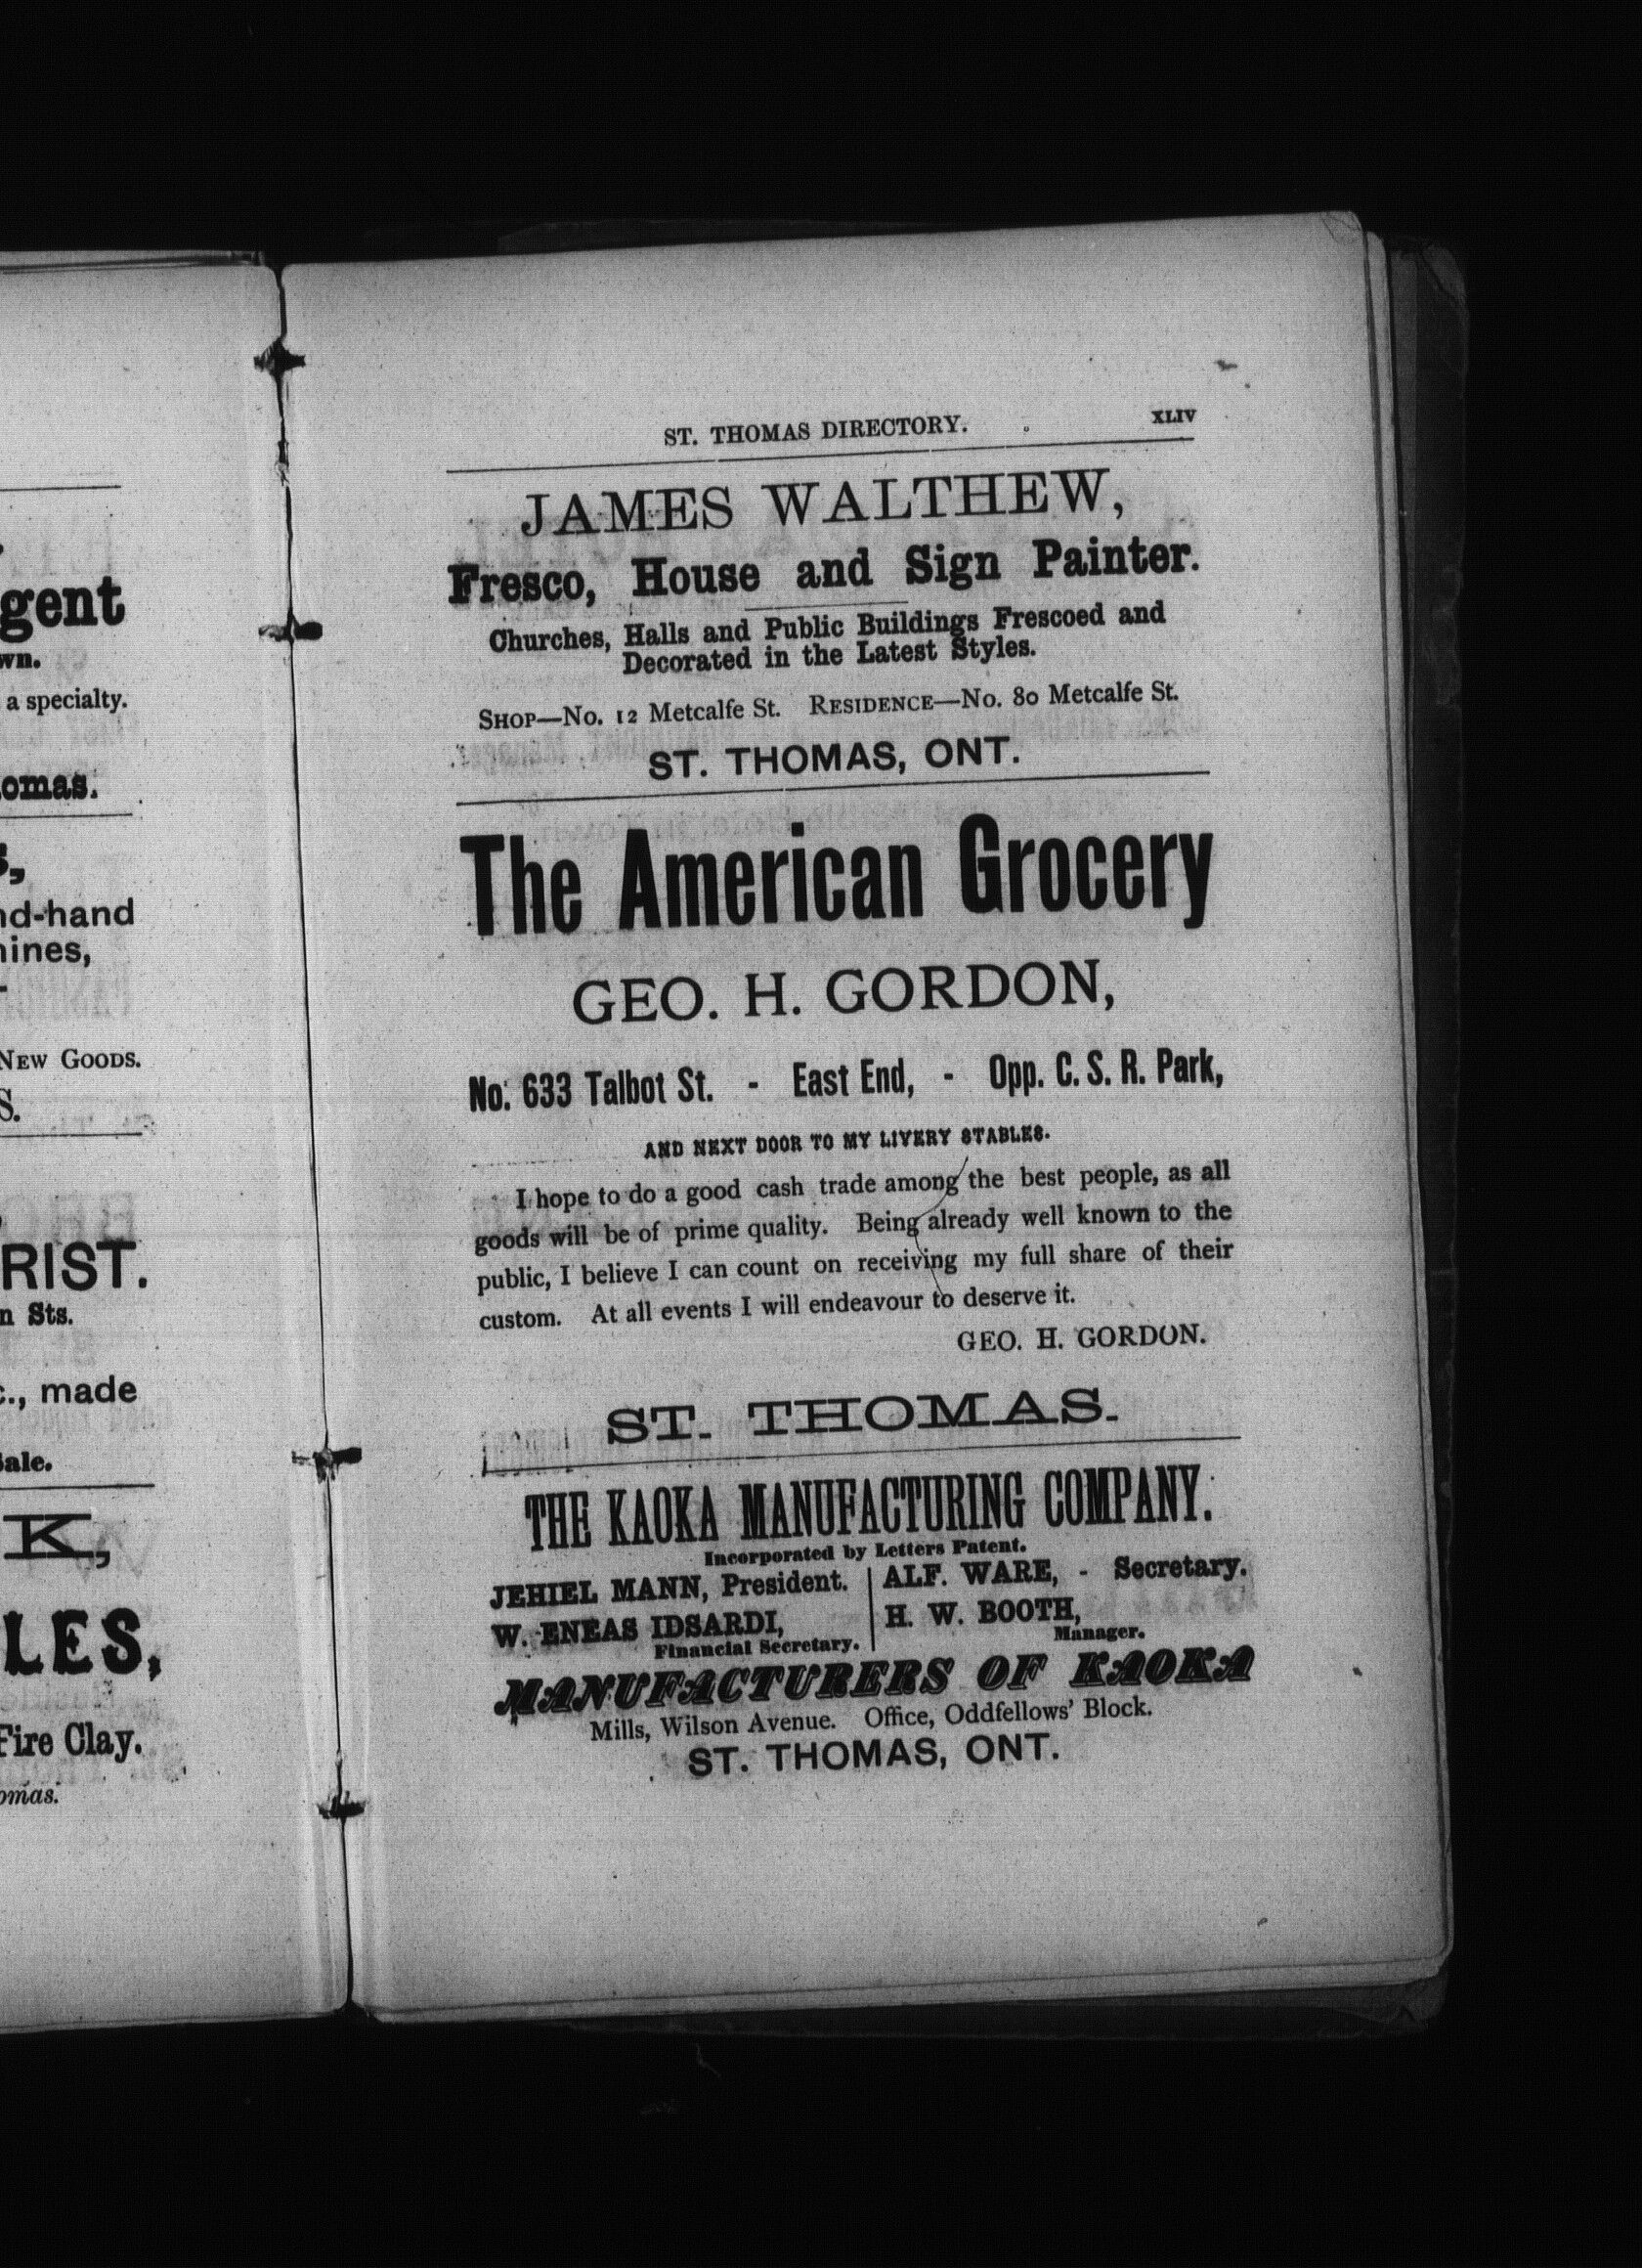 gent
wn.
a specialty.
omas.
s,
nd-hand
hines,
NEW GOODS.
S.
RIST.
n Sts.
c., made
Sale.
K,
LES,
Fire Clay.
omas.
ST. THOMAS DIRECTORY. XLIV
JAMES WALTHEW,
Fresco, House and Sign Painter.
Churches, Halls and Public Buildings Frescoed and
Decorated in the Latest Styles.
SHOP—No. 12 Metcalfe St. RESIDENCE—No. 80 Metcalfe St.
ST. THOMAS, ONT.
The American Grocery
GEO. H. GORDON,
No. 633 Talbot St. - East End, - Opp. C. S. R. Park,
AND NEXT DOOR TO MY LIVERY STABLES.
I hope to do a good cash trade among the best people, as all
goods will be of prime quality. Being already well known to the
public, I believe I can count on receiving my full share of their
custom. At all events I will endeavour to deserve it.
GEO. H. GORDON.
ST. THOMAS.
THE KAOKA MANUFACTURING COMPANY.
Incorporated by Letters Patent.
JEHIEL MANN, President. ALF. WARE, - Secretary.
W. ENEAS IDSARDI, H. W. BOOTH,
Financial Secretary. Manager.
MANUFACTURERS OF KAOKA
Mills, Wilson Avenue. Office, Oddfellows' Block.
ST. THOMAS, ONT.